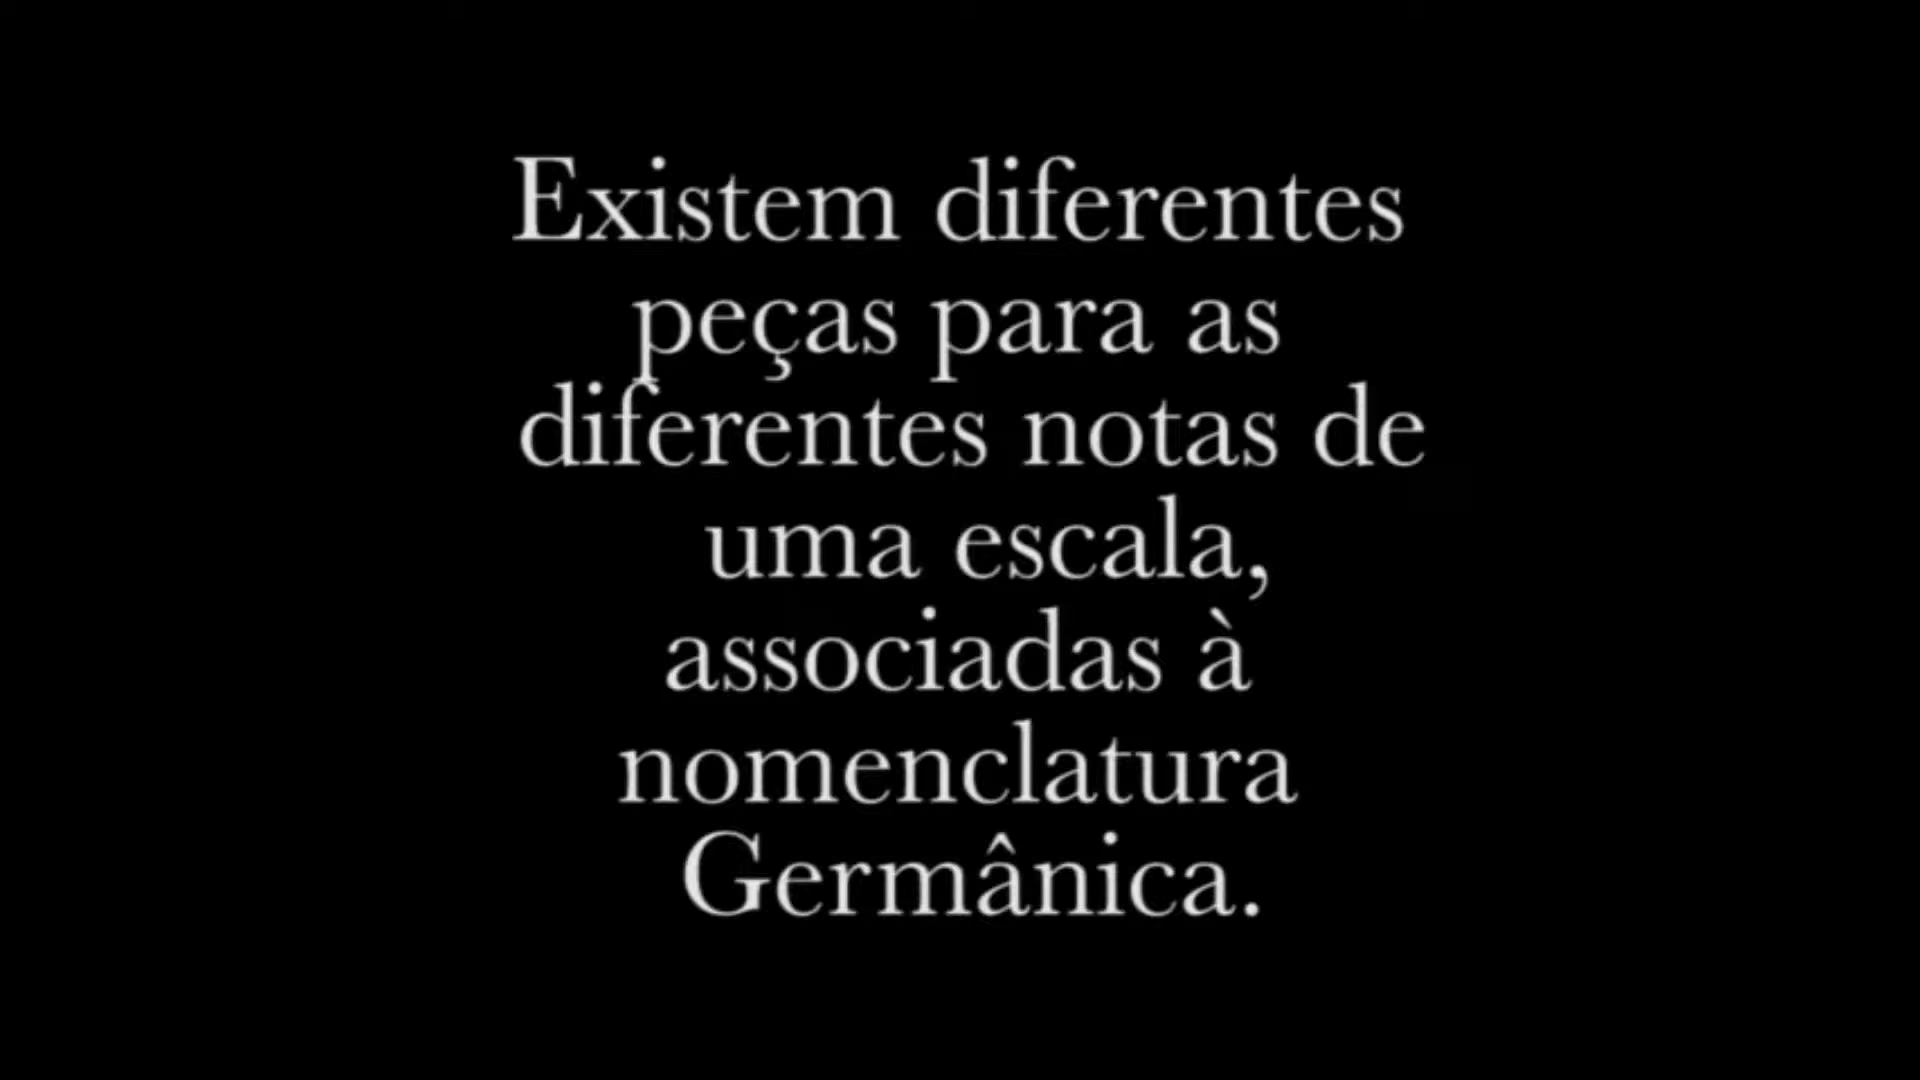 Existem diferentes
peças para as
diferentes notas de
uma escala,
associadas à
nomenclatura
Germânica.